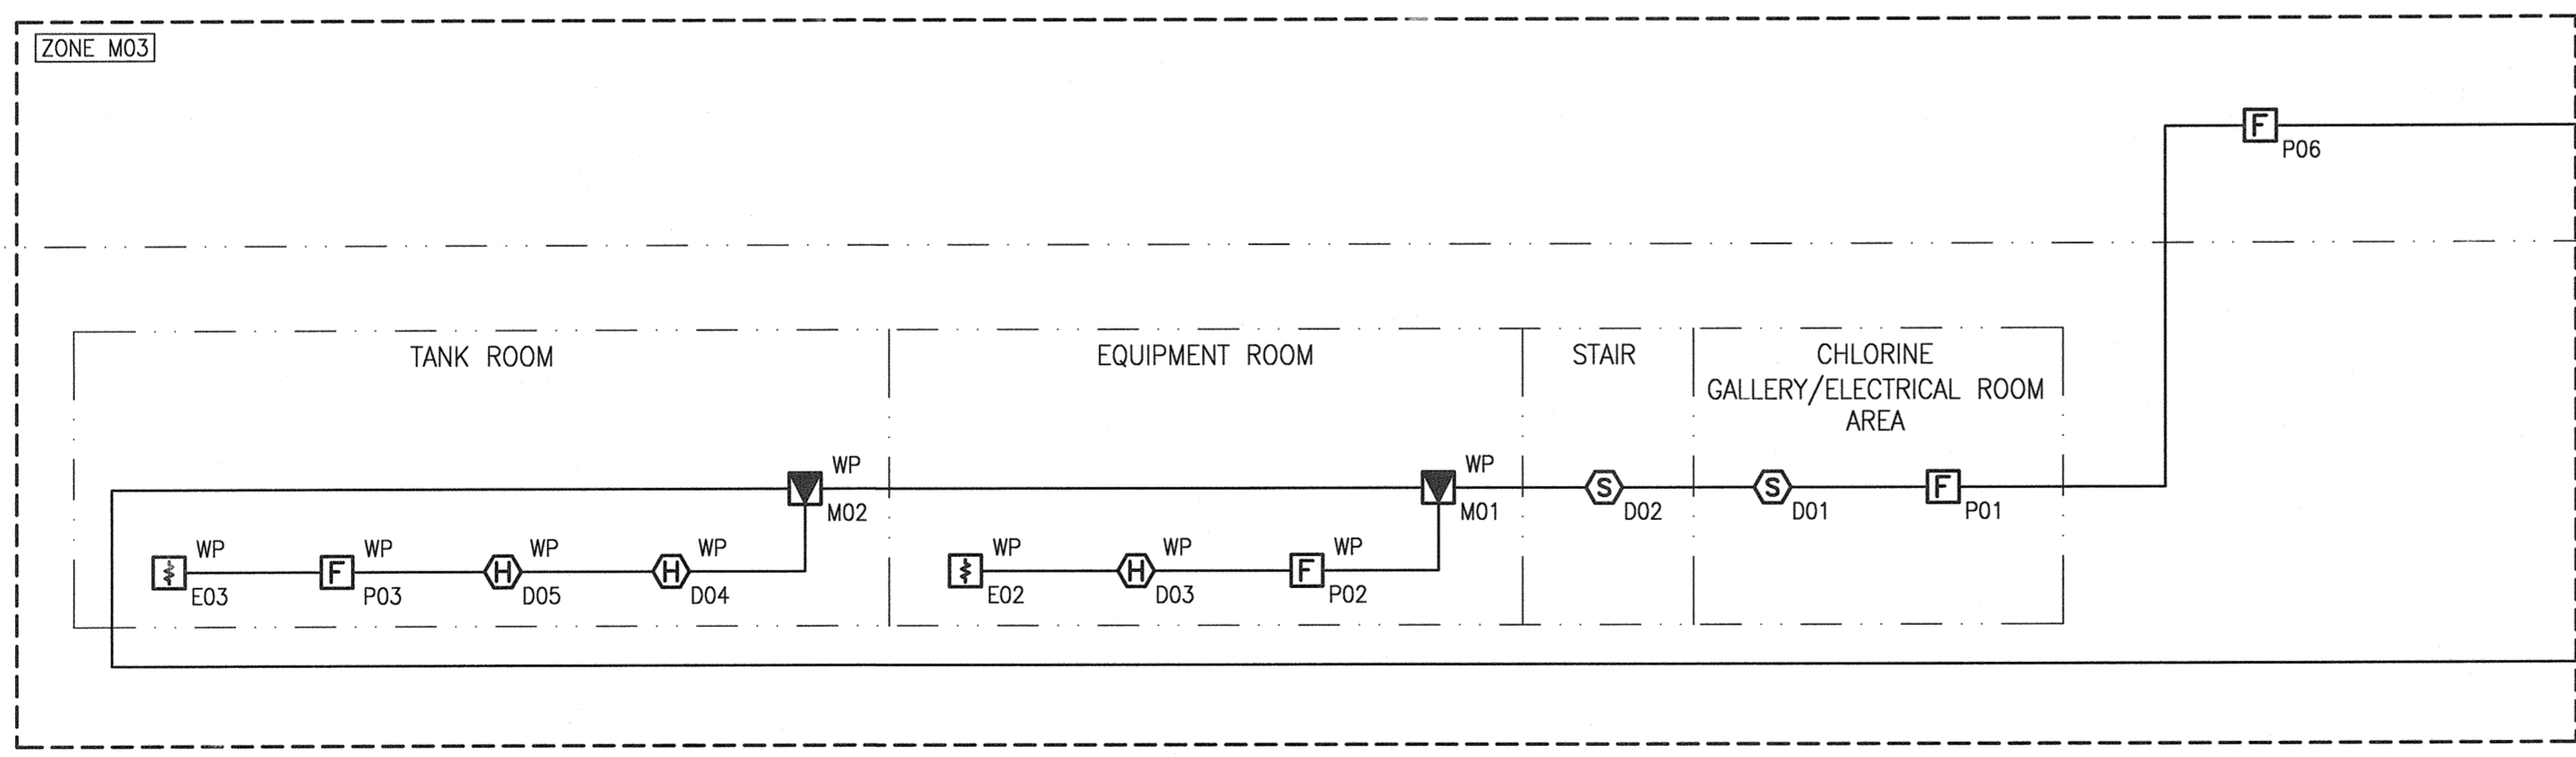 ZONE M03
F
P06
TANK ROOM
EQUIPMENT ROOM
STAIR
CHLORINE
GALLERY/ELECTRICAL ROOM
AREA
WP
M02
WP
M01
S
D02
S
D01
F
P01
WP
E03
WP
F
P03
WP
H
D05
WP
H
D04
WP
E02
WP
H
D03
WP
F
P02